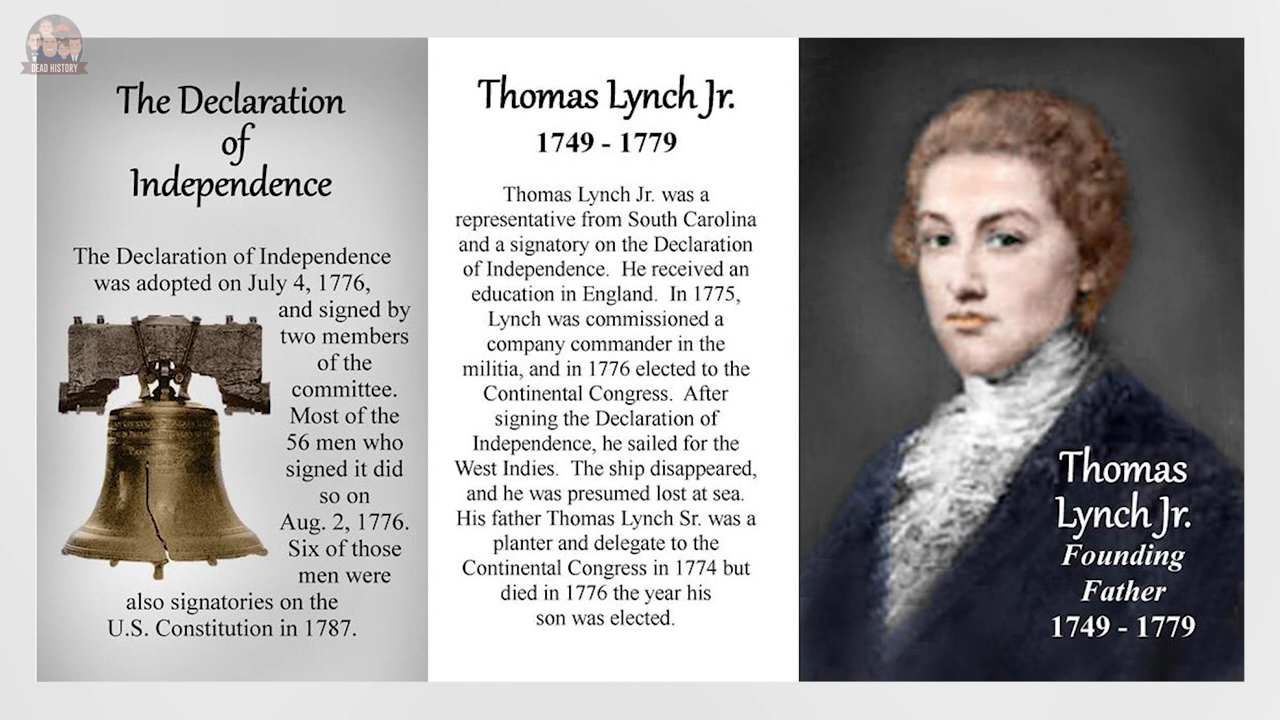 DEAD HISTORY
The Declaration
of
Independence
The Declaration of Independence
was adopted on July 4, 1776,
and signed by
two members
of the
committee.
Most of the
56 men who
signed it did
so on
Aug. 2, 1776.
Six of those
men were
also signatories on the
U.S. Constitution in 1787.
Thomas Lynch Jr.
1749 - 1779
Thomas Lynch Jr. was a
representative from South Carolina
and a signatory on the Declaration
of Independence.  He received an
education in England.  In 1775,
Lynch was commissioned a
company commander in the
militia, and in 1776 elected to the
Continental Congress.  After
signing the Declaration of
Independence, he sailed for the
West Indies.  The ship disappeared,
and he was presumed lost at sea.
His father Thomas Lynch Sr. was a
planter and delegate to the
Continental Congress in 1774 but
died in 1776 the year his
son was elected.
Thomas
Lynch Jr.
Founding
Father
1749 - 1779